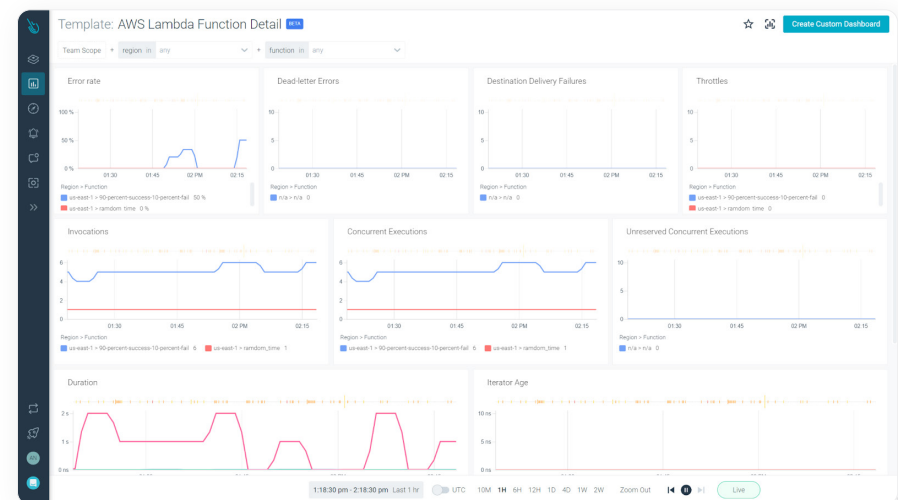 Template: AWS Lambda Function Detail BETA
Create Custom Dashboard
Team Scope + region in any + function in any
Error rate
100 %
50 %
0 %
01:30 01:45 02 PM 02:15
Region > Function
us-east-1 > 90-percent-success-10-percent-fail 50 %
us-east-1 > ramdom_time 0 %
Dead-letter Errors
10
5
0
01:30 01:45 02 PM 02:15
Region > Function
n/a > n/a 0
Destination Delivery Failures
10
5
0
01:30 01:45 02 PM 02:15
Region > Function
n/a > n/a 0
Throttles
10
5
0
01:30 01:45 02 PM 02:15
Region > Function
us-east-1 > 90-percent-success-10-percent-fail 0
us-east-1 > ramdom_time 0
Invocations
6
4
2
0
01:30 01:45 02 PM 02:15
Region > Function
us-east-1 > 90-percent-success-10-percent-fail 6 us-east-1 > ramdom_time 1
Concurrent Executions
6
4
2
0
01:30 01:45 02 PM 02:15
Region > Function
us-east-1 > 90-percent-success-10-percent-fail 6 us-east-1 > ramdom_time 1
Unreserved Concurrent Executions
10
5
0
01:30 01:45 02 PM 02:15
Region > Function
n/a > n/a 0
Duration
2 s
1 s
0 ns
Iterator Age
10 ns
5 ns
0 ns
AN
1:18:30 pm - 2:18:30 pm Last 1 hr UTC 10M 1H 6H 12H 1D 4D 1W 2W Zoom Out Live